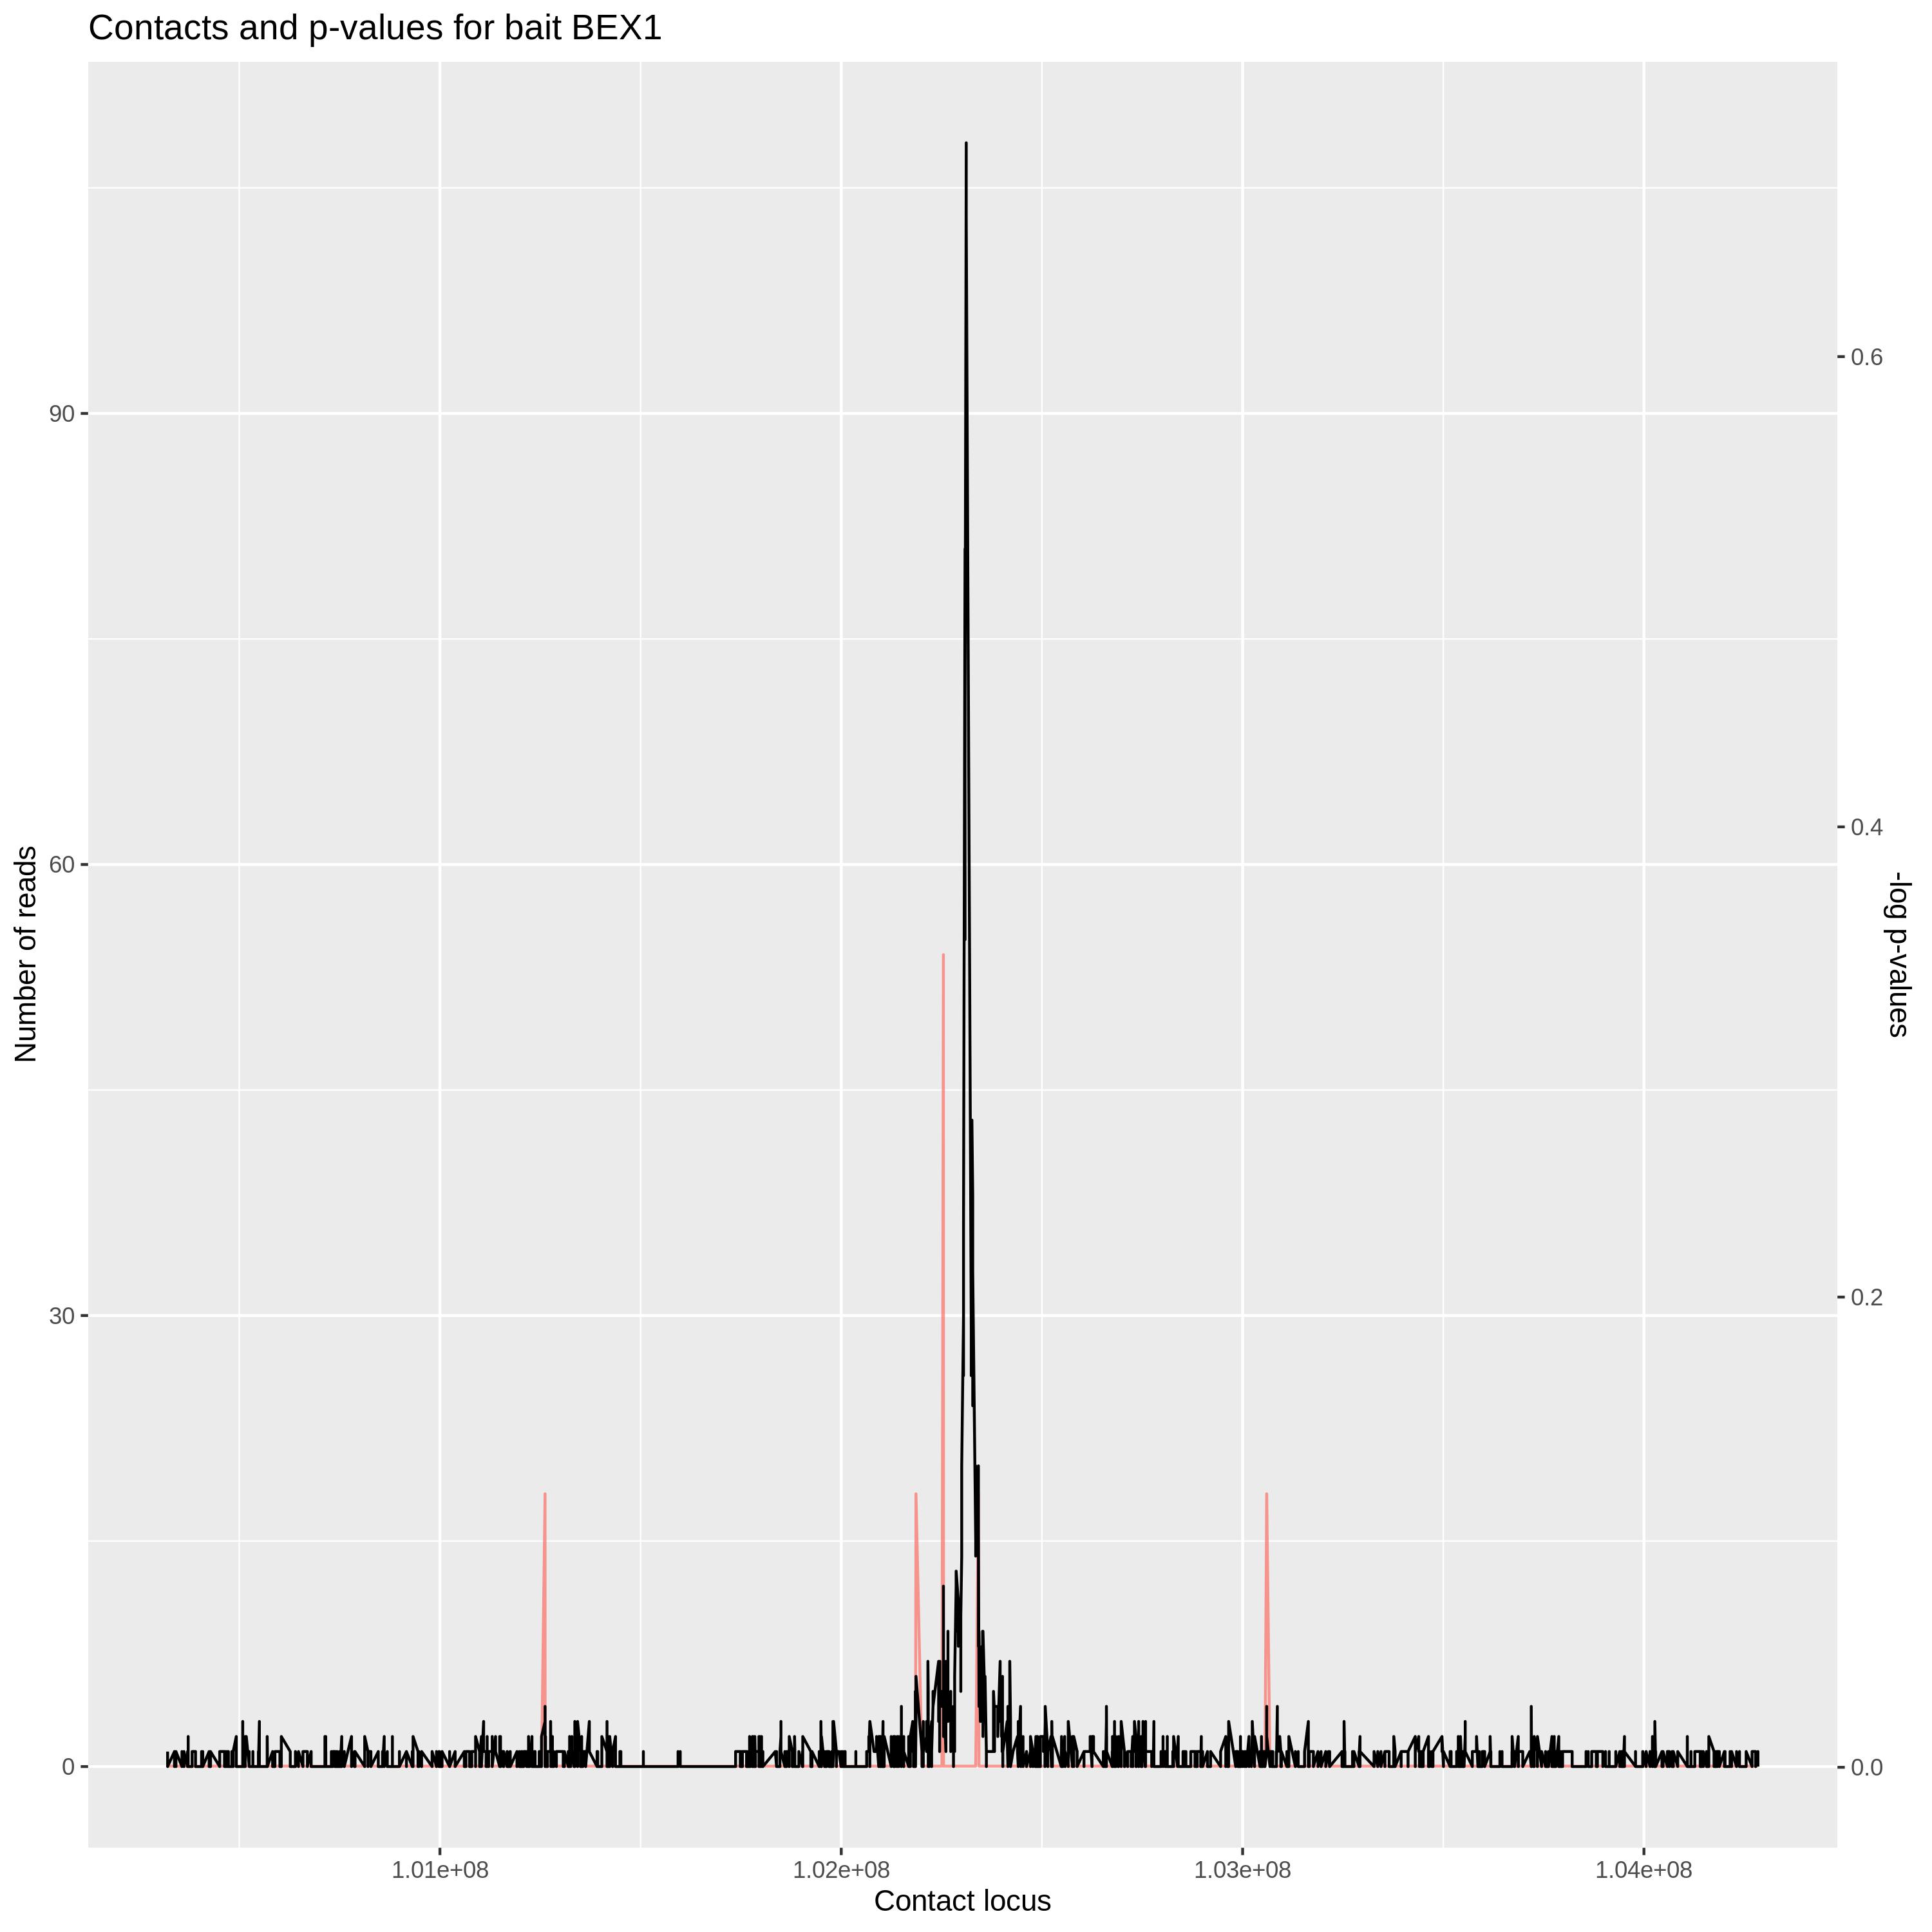 Contacts and p-values for bait BEX1
Number of reads
90
60
30
0
0.6
0.4
0.2
0.0
-log p-values
1.01e+08
1.02e+08
1.03e+08
1.04e+08
Contact locus